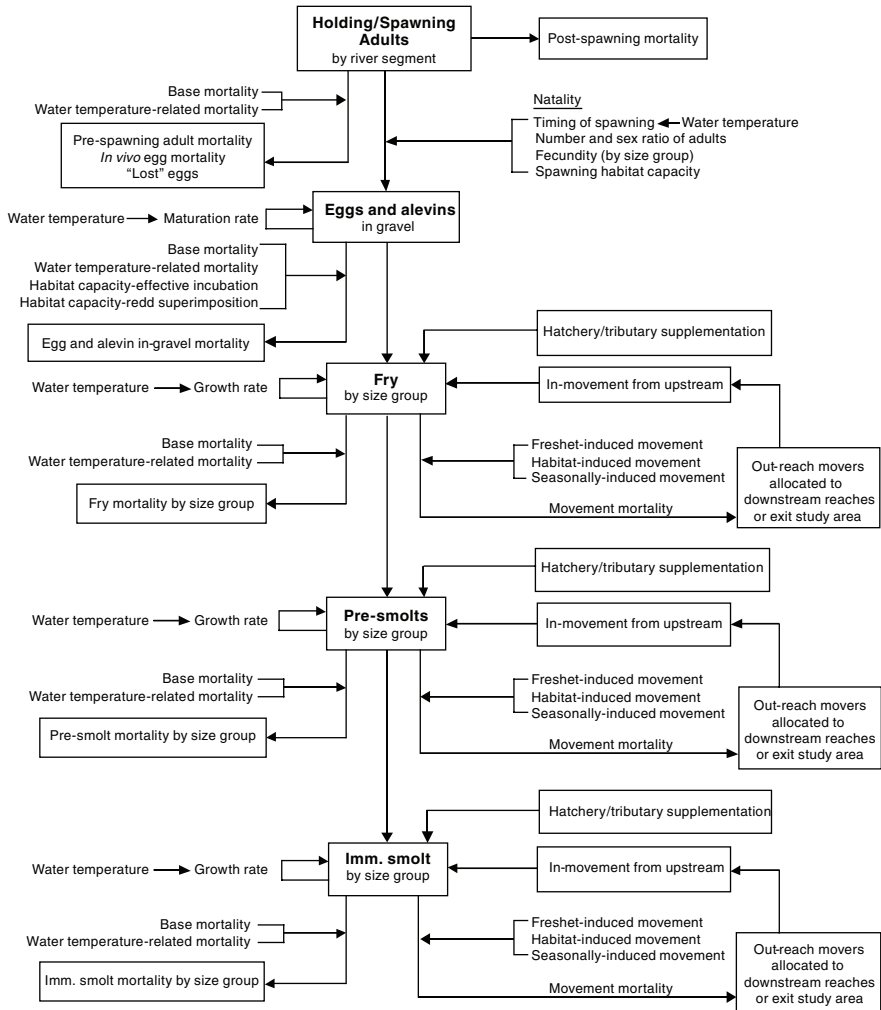 Holding/Spawning
Adults
by river segment
Post-spawning mortality
Base mortality
Water temperature-related mortality
Natality
Timing of spawning
Water temperature
Number and sex ratio of adults
Fecundity (by size group)
Spawning habitat capacity
Pre-spawning adult mortality
In vivo egg mortality
“Lost” eggs
Water temperature
Maturation rate
Eggs and alevins
in gravel
Base mortality
Water temperature-related mortality
Habitat capacity-effective incubation
Habitat capacity-redd superimposition
Egg and alevin in-gravel mortality
Hatchery/tributary supplementation
Water temperature
Growth rate
Fry
by size group
In-movement from upstream
Base mortality
Water temperature-related mortality
Freshet-induced movement
Habitat-induced movement
Seasonally-induced movement
Out-reach movers
allocated to
downstream reaches
or exit study area
Fry mortality by size group
Movement mortality
Hatchery/tributary supplementation
Water temperature
Growth rate
Pre-smolts
by size group
In-movement from upstream
Base mortality
Water temperature-related mortality
Freshet-induced movement
Habitat-induced movement
Seasonally-induced movement
Out-reach movers
allocated to
downstream reaches
or exit study area
Pre-smolt mortality by size group
Movement mortality
Hatchery/tributary supplementation
Water temperature
Growth rate
Imm. smolt
by size group
In-movement from upstream
Base mortality
Water temperature-related mortality
Freshet-induced movement
Habitat-induced movement
Seasonally-induced movement
Out-reach movers
allocated to
downstream reaches
or exit study area
Imm. smolt mortality by size group
Movement mortality